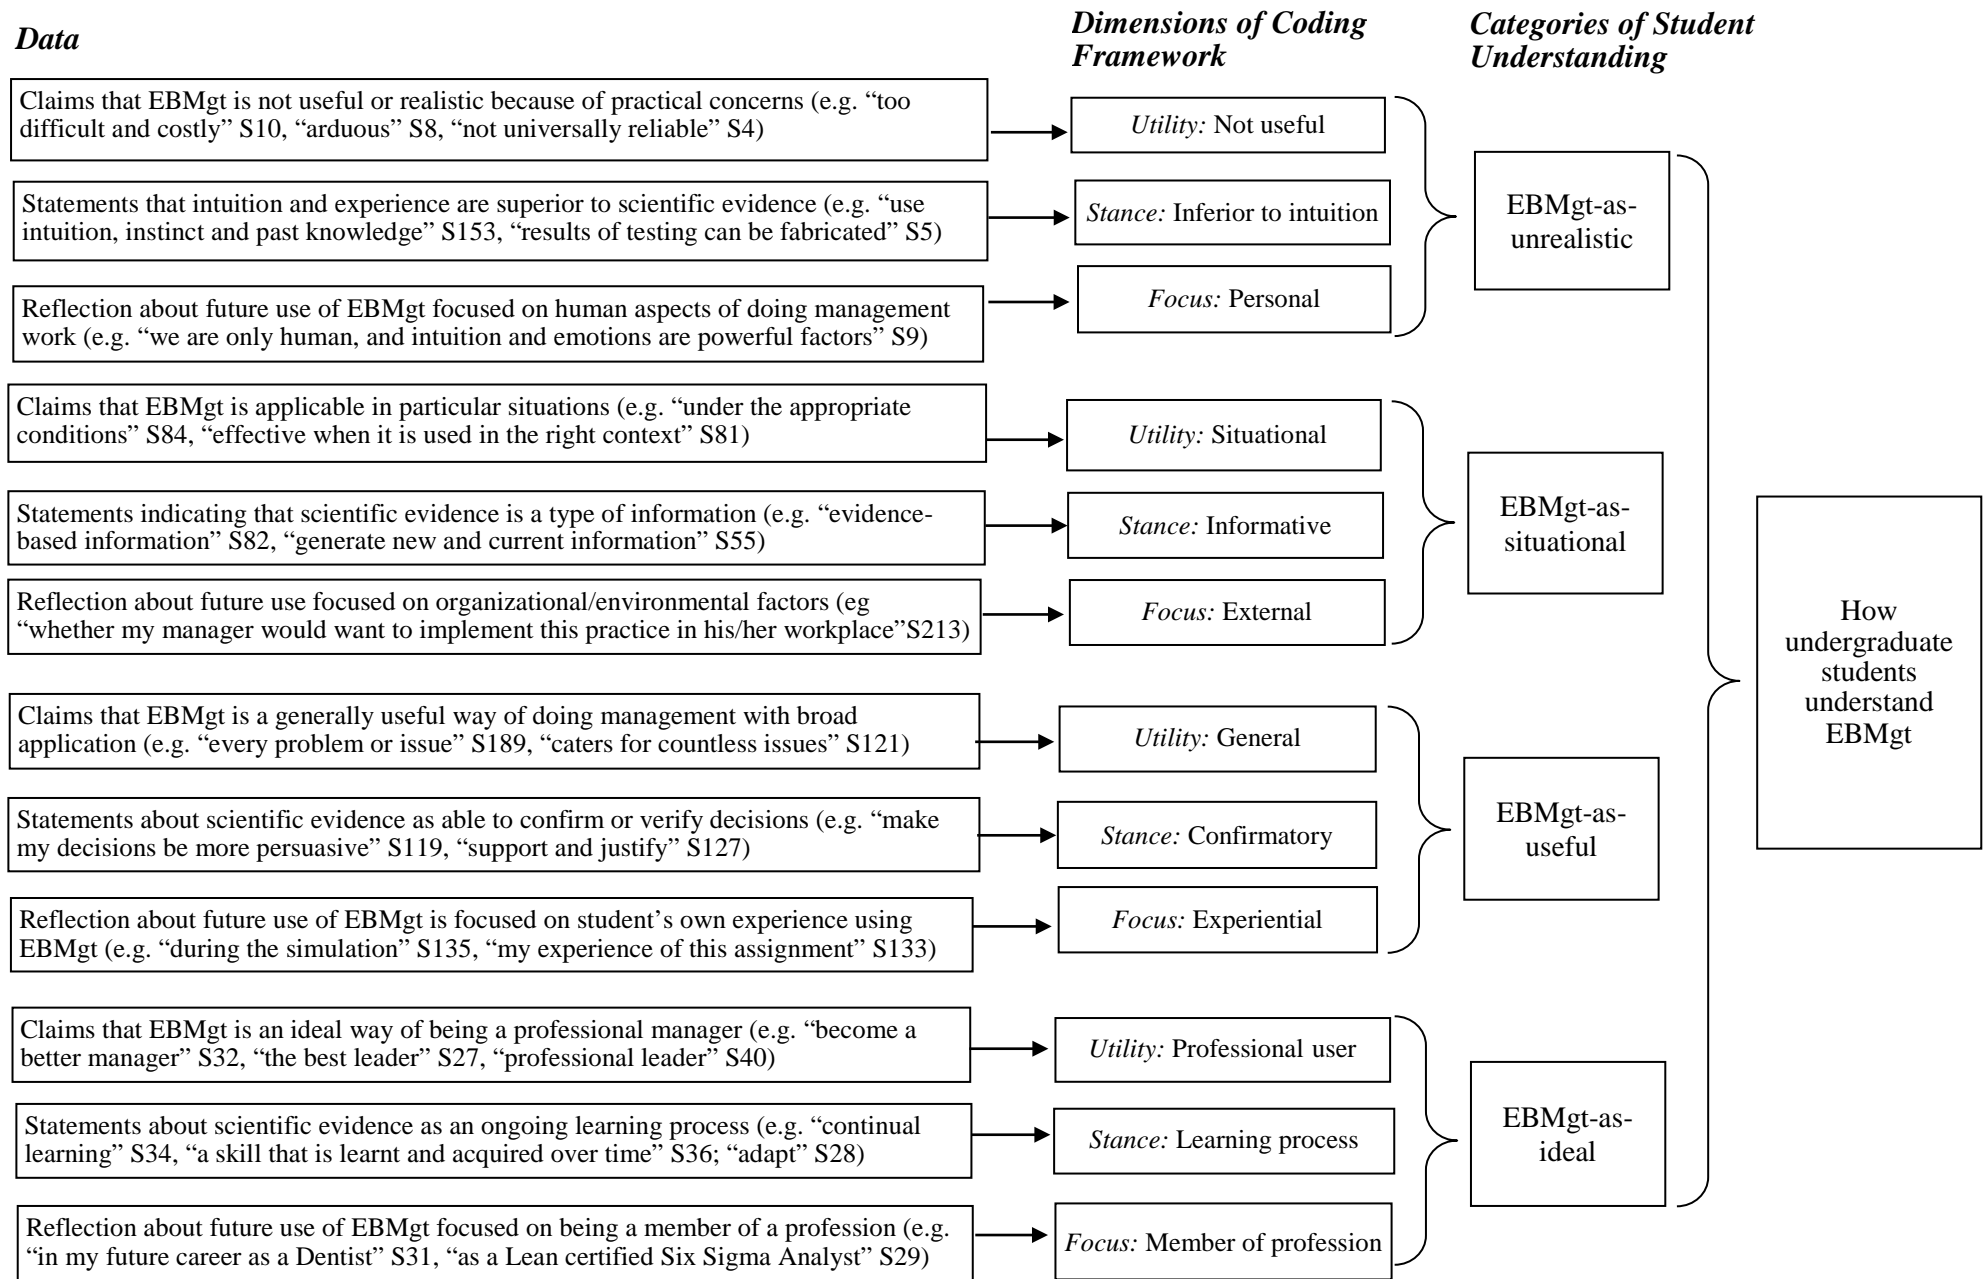 Data
Dimensions of Coding
Framework
Categories of Student
Understanding
Claims that EBMgt is not useful or realistic because of practical concerns (e.g. “too
difficult and costly” S10, “arduous” S8, “not universally reliable” S4)
Utility: Not useful
Statements that intuition and experience are superior to scientific evidence (e.g. “use
intuition, instinct and past knowledge” S153, “results of testing can be fabricated” S5)
Stance: Inferior to intuition
Reflection about future use of EBMgt focused on human aspects of doing management
work (e.g. “we are only human, and intuition and emotions are powerful factors” S9)
Focus: Personal
EBMgt-as-
unrealistic
Claims that EBMgt is applicable in particular situations (e.g. “under the appropriate
conditions” S84, “effective when it is used in the right context” S81)
Utility: Situational
Statements indicating that scientific evidence is a type of information (e.g. “evidence-
based information” S82, “generate new and current information” S55)
Stance: Informative
Reflection about future use focused on organizational/environmental factors (eg
“whether my manager would want to implement this practice in his/her workplace”S213)
Focus: External
EBMgt-as-
situational
Claims that EBMgt is a generally useful way of doing management with broad
application (e.g. “every problem or issue” S189, “caters for countless issues” S121)
Utility: General
Statements about scientific evidence as able to confirm or verify decisions (e.g. “make
my decisions be more persuasive” S119, “support and justify” S127)
Stance: Confirmatory
Reflection about future use of EBMgt is focused on student’s own experience using
EBMgt (e.g. “during the simulation” S135, “my experience of this assignment” S133)
Focus: Experiential
EBMgt-as-
useful
Claims that EBMgt is an ideal way of being a professional manager (e.g. “become a
better manager” S32, “the best leader” S27, “professional leader” S40)
Utility: Professional user
Statements about scientific evidence as an ongoing learning process (e.g. “continual
learning” S34, “a skill that is learnt and acquired over time” S36; “adapt” S28)
Stance: Learning process
Reflection about future use of EBMgt focused on being a member of a profession (e.g.
“in my future career as a Dentist” S31, “as a Lean certified Six Sigma Analyst” S29)
Focus: Member of profession
EBMgt-as-
ideal
How
undergraduate
students
understand
EBMgt